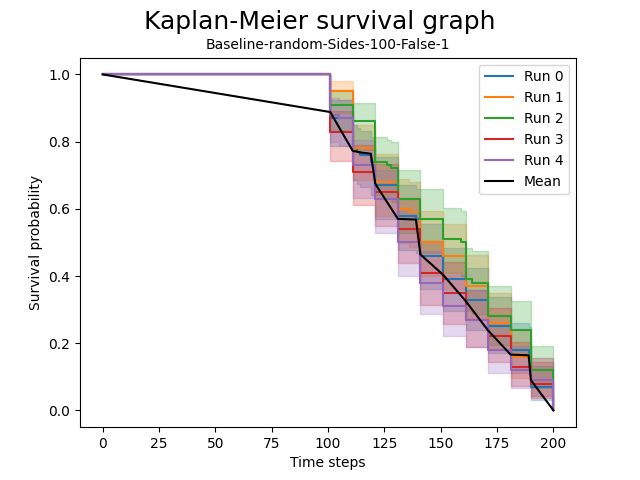 Kaplan-Meier survival graph
Baseline-random-Sides-100-False-1
Survival probability
1.0
0.8
0.6
0.4
0.2
0.0
Run 0
Run 1
Run 2
Run 3
Run 4
Mean
0 25 50 75 100 125 150 175 200
Time steps